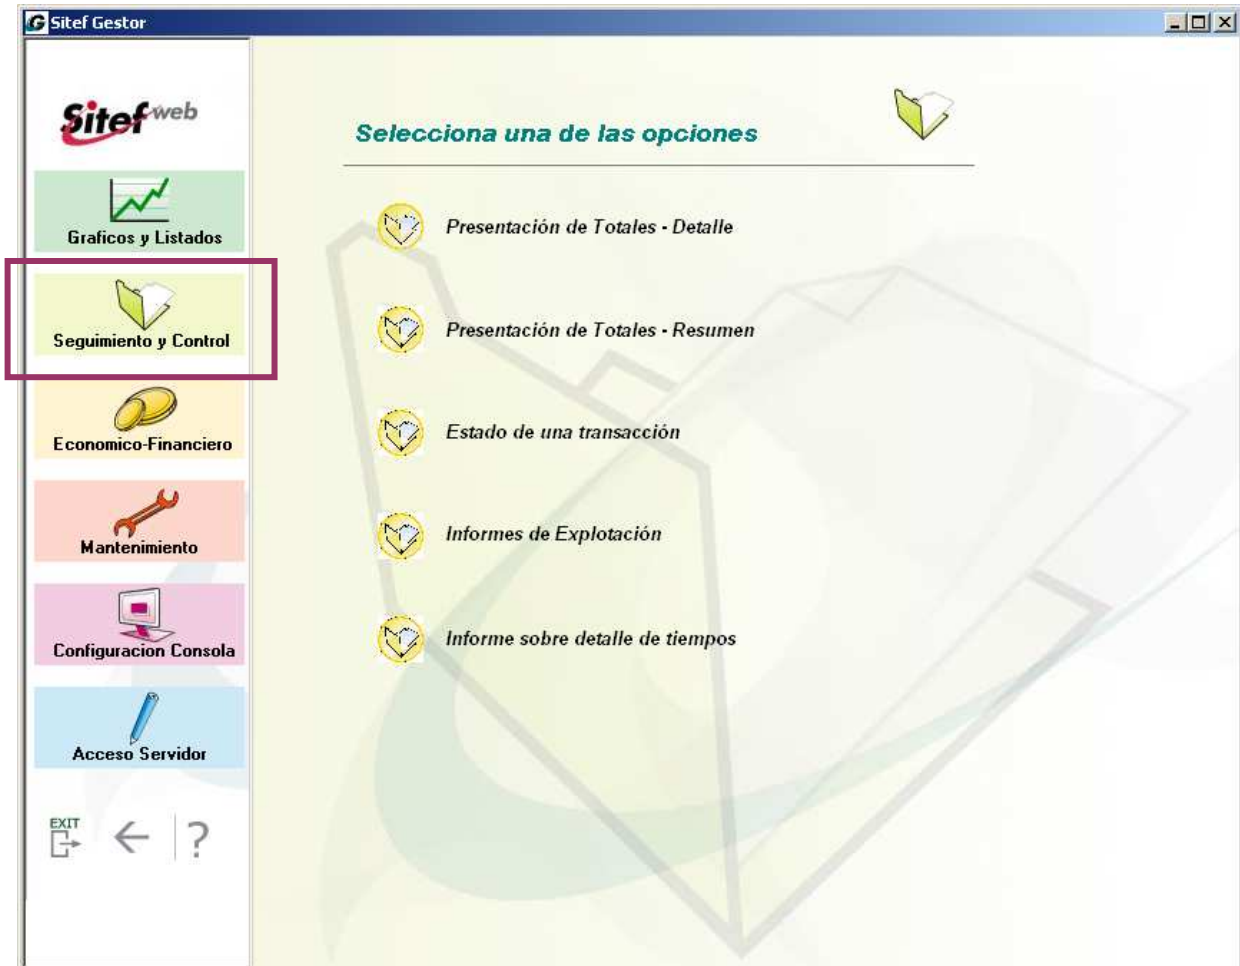 Sitef Gestor
Sitef web
Graficos y Listados
Seguimiento y Control
Economico-Financiero
Mantenimiento
Configuracion Consola
Acceso Servidor
EXIT
?
Selecciona una de las opciones
Presentación de Totales - Detalle
Presentación de Totales - Resumen
Estado de una transacción
Informes de Explotación
Informe sobre detalle de tiempos